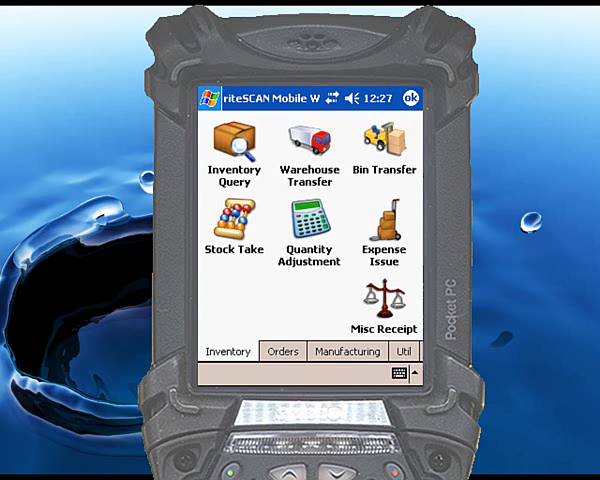 riteSCAN Mobile W 12:27 ok
Inventory Query
Warehouse Transfer
Bin Transfer
Stock Take
Quantity Adjustment
Expense Issue
Misc Receipt
Inventory Orders Manufacturing Util
Pocket PC